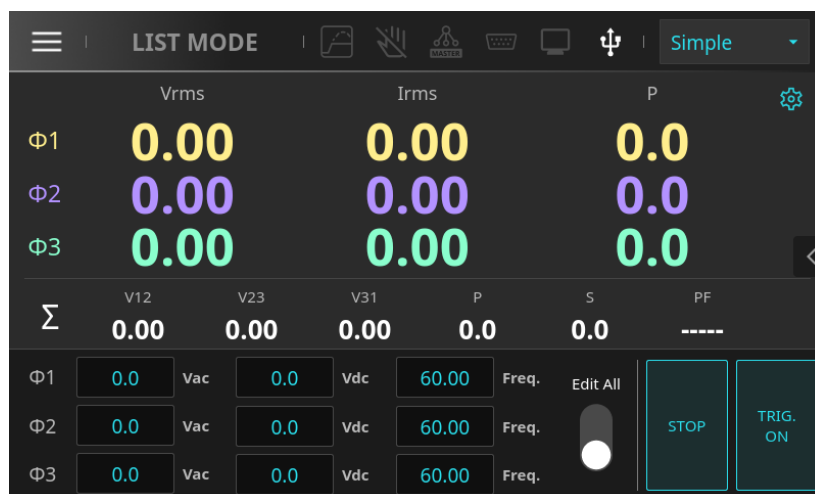 LIST MODE MASTER Simple
Vrms Irms P
Φ1 0.00 0.00 0.0
Φ2 0.00 0.00 0.0
Φ3 0.00 0.00 0.0
V12 V23 V31 P S PF
Σ 0.00 0.00 0.00 0.0 0.0 -----
Φ1 0.0 Vac 0.0 Vdc 60.00 Freq. Edit All
Φ2 0.0 Vac 0.0 Vdc 60.00 Freq. STOP TRIG.
ON
Φ3 0.0 Vac 0.0 Vdc 60.00 Freq.